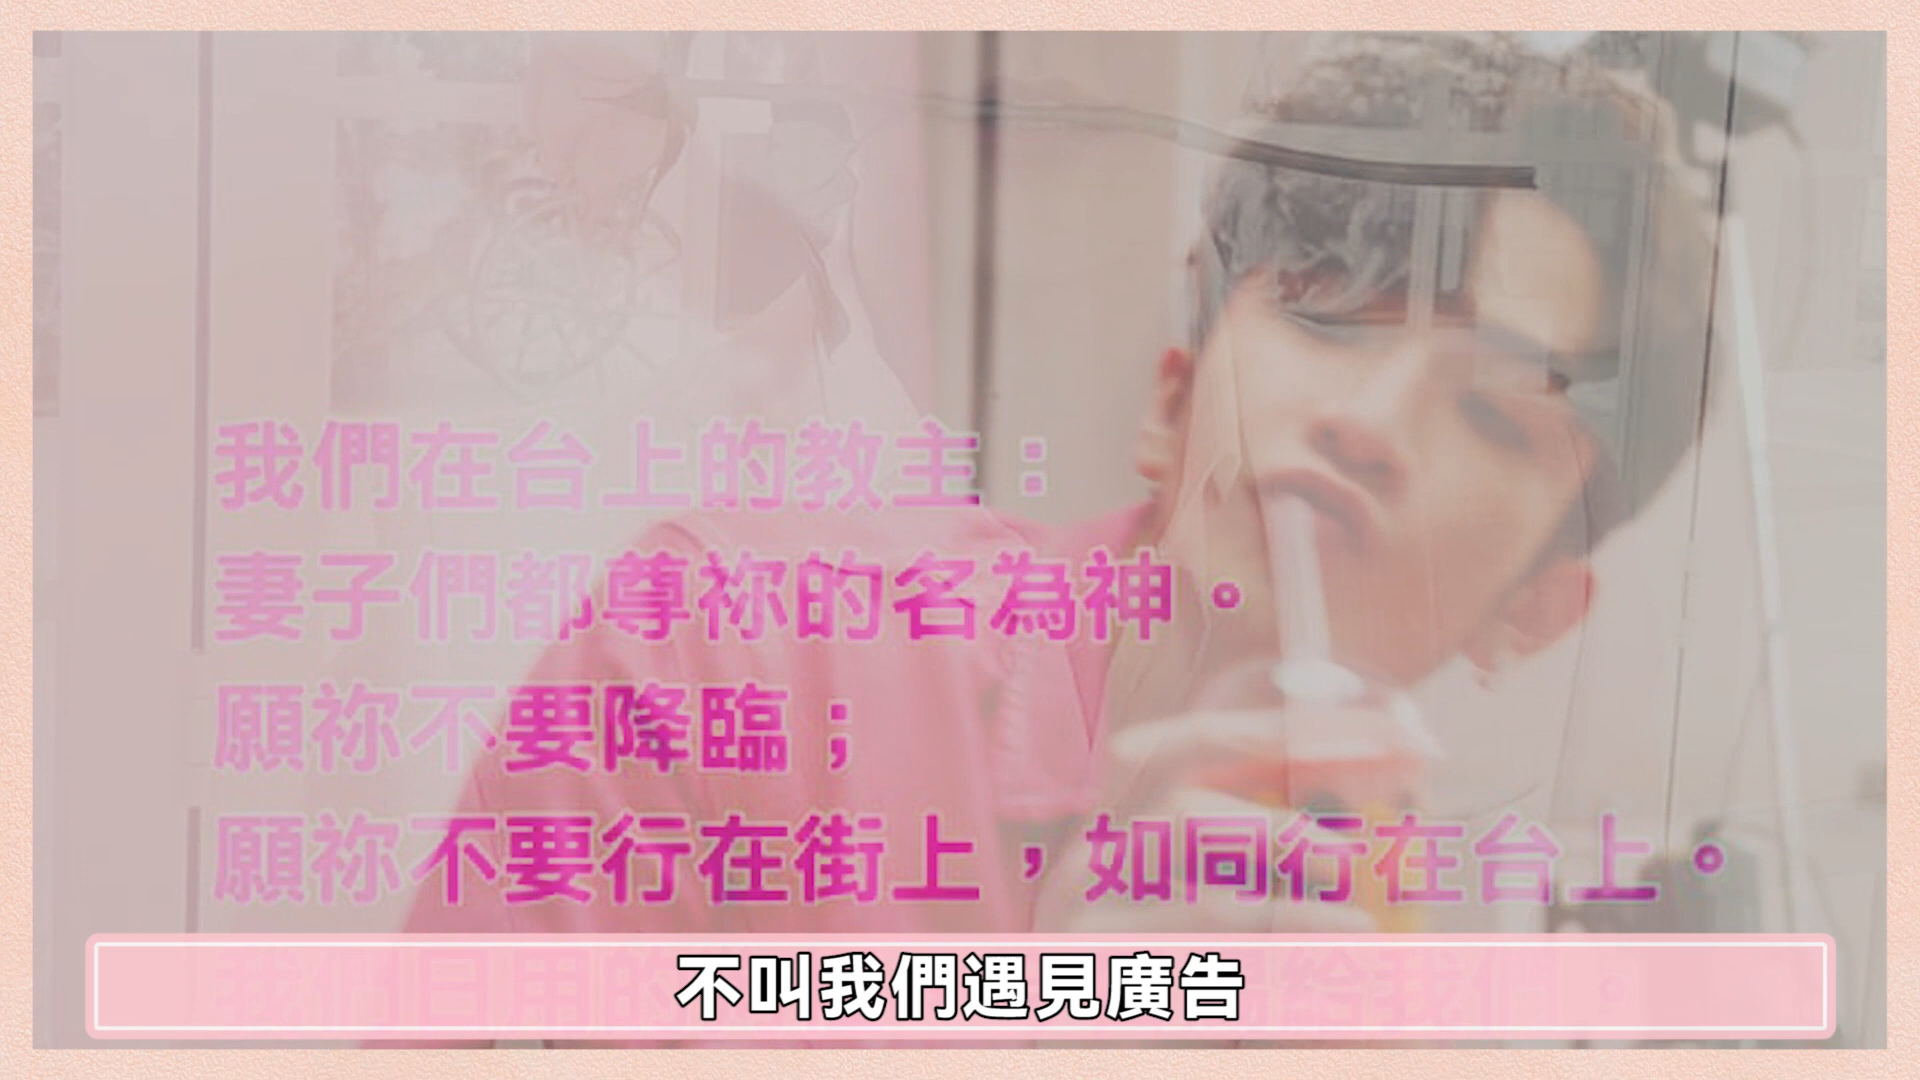 我們在台上的教主：
妻子們都尊祢的名為神。
願祢不要降臨；
願祢不要行在街上，如同行在台上。
不叫我們遇見廣告